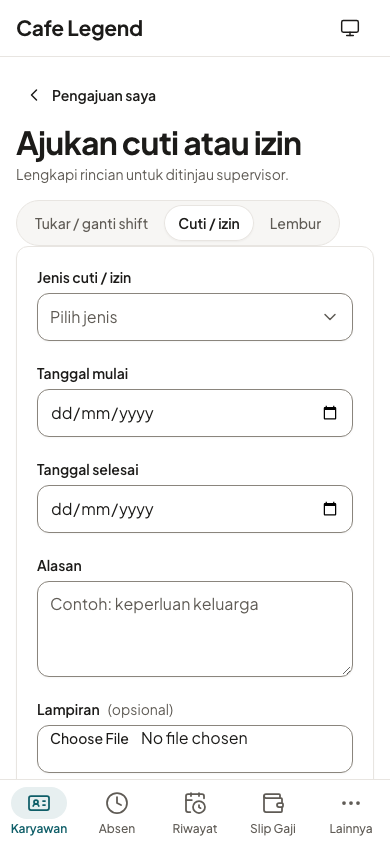 Cafe Legend
Pengajuan saya
Ajukan cuti atau izin
Lengkapi rincian untuk ditinjau supervisor.
Tukar / ganti shift Cuti / izin Lembur
Jenis cuti / izin
Pilih jenis
Tanggal mulai
dd/mm/yyyy
Tanggal selesai
dd/mm/yyyy
Alasan
Contoh: keperluan keluarga
Lampiran (opsional)
Choose File No file chosen
Karyawan Absen Riwayat Slip Gaji Lainnya